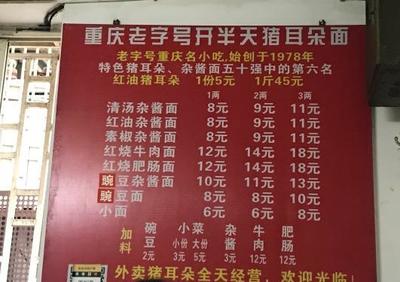 重庆老字号开半天猪耳朵面
老字号重庆名小吃,始创于1978年
特色猪耳朵、杂酱面五十强中的第六名
红油猪耳朵 1份5元 1斤45元
1两 2两 3两
清汤杂酱面 8元 9元 11元
红油杂酱面 8元 9元 11元
素椒杂酱面 8元 9元 11元
红烧牛肉面 12元 14元 18元
红烧肥肠面 12元 14元 18元
豌豆杂酱面 10元 11元 13元
豌豆面 8元 9元 11元
小面 6元 6元 8元
加料 碗豆2元 小菜 小份3元 大份5元 杂酱3元 牛肉12元 肥肠12元
外卖猪耳朵全天经营,欢迎光临!